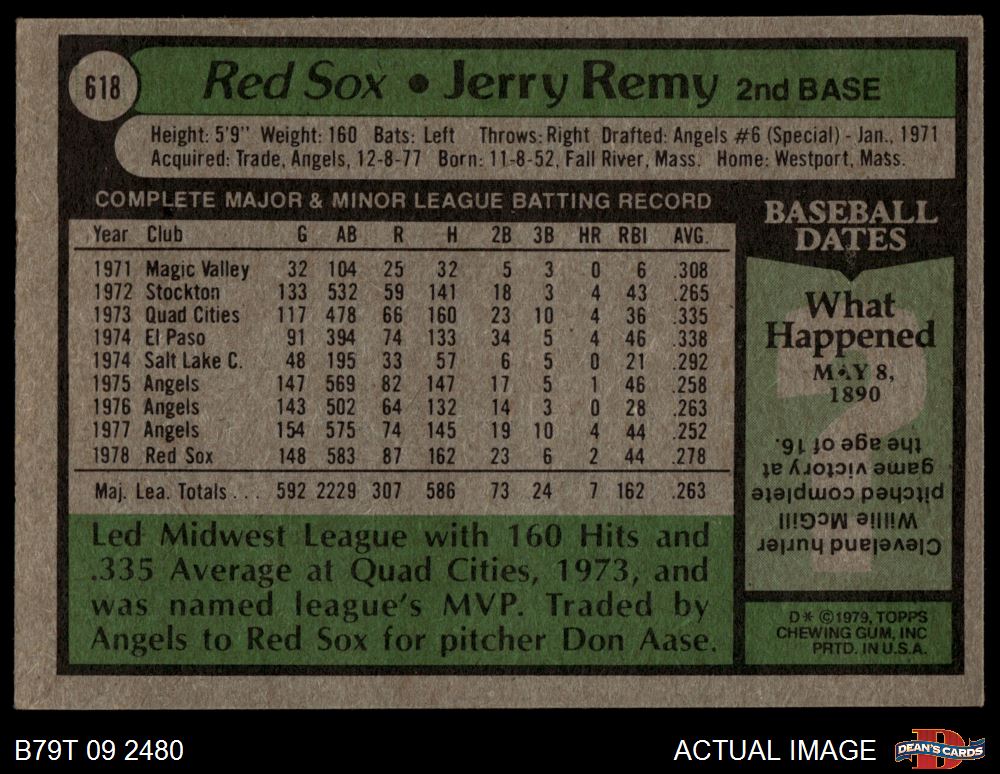 618 Red Sox • Jerry Remy 2nd BASE
Height: 5'9" Weight: 160 Bats: Left Throws: Right Drafted: Angels #6 (Special) - Jan., 1971
Acquired: Trade, Angels, 12-8-77 Born: 11-8-52, Fall River, Mass. Home: Westport, Mass.
COMPLETE MAJOR & MINOR LEAGUE BATTING RECORD
Year Club G AB R H 2B 3B HR RBI AVG.
1971 Magic Valley 32 104 25 32 5 3 0 6 .308
1972 Stockton 133 532 59 141 18 3 4 43 .265
1973 Quad Cities 117 478 66 160 23 10 4 36 .335
1974 El Paso 91 394 74 133 34 5 4 46 .338
1974 Salt Lake C. 48 195 33 57 6 5 0 21 .292
1975 Angels 147 569 82 147 17 5 1 46 .258
1976 Angels 143 502 64 132 14 3 0 28 .263
1977 Angels 154 575 74 145 19 10 4 44 .252
1978 Red Sox 148 583 87 162 23 6 2 44 .278
Maj. Lea. Totals . . . 592 2229 307 586 73 24 7 162 .263
Led Midwest League with 160 Hits and
.335 Average at Quad Cities, 1973, and
was named league's MVP. Traded by
Angels to Red Sox for pitcher Don Aase.
BASEBALL
DATES
What
Happened
MAY 8,
1890
Cleveland hurler
Willie McGill
pitched complete
game victory at
the age of 16.
D* ©1979, TOPPS
CHEWING GUM, INC
PRTD. IN U.S.A.
B79T 09 2480
ACTUAL IMAGE
D
DEAN'S CARDS